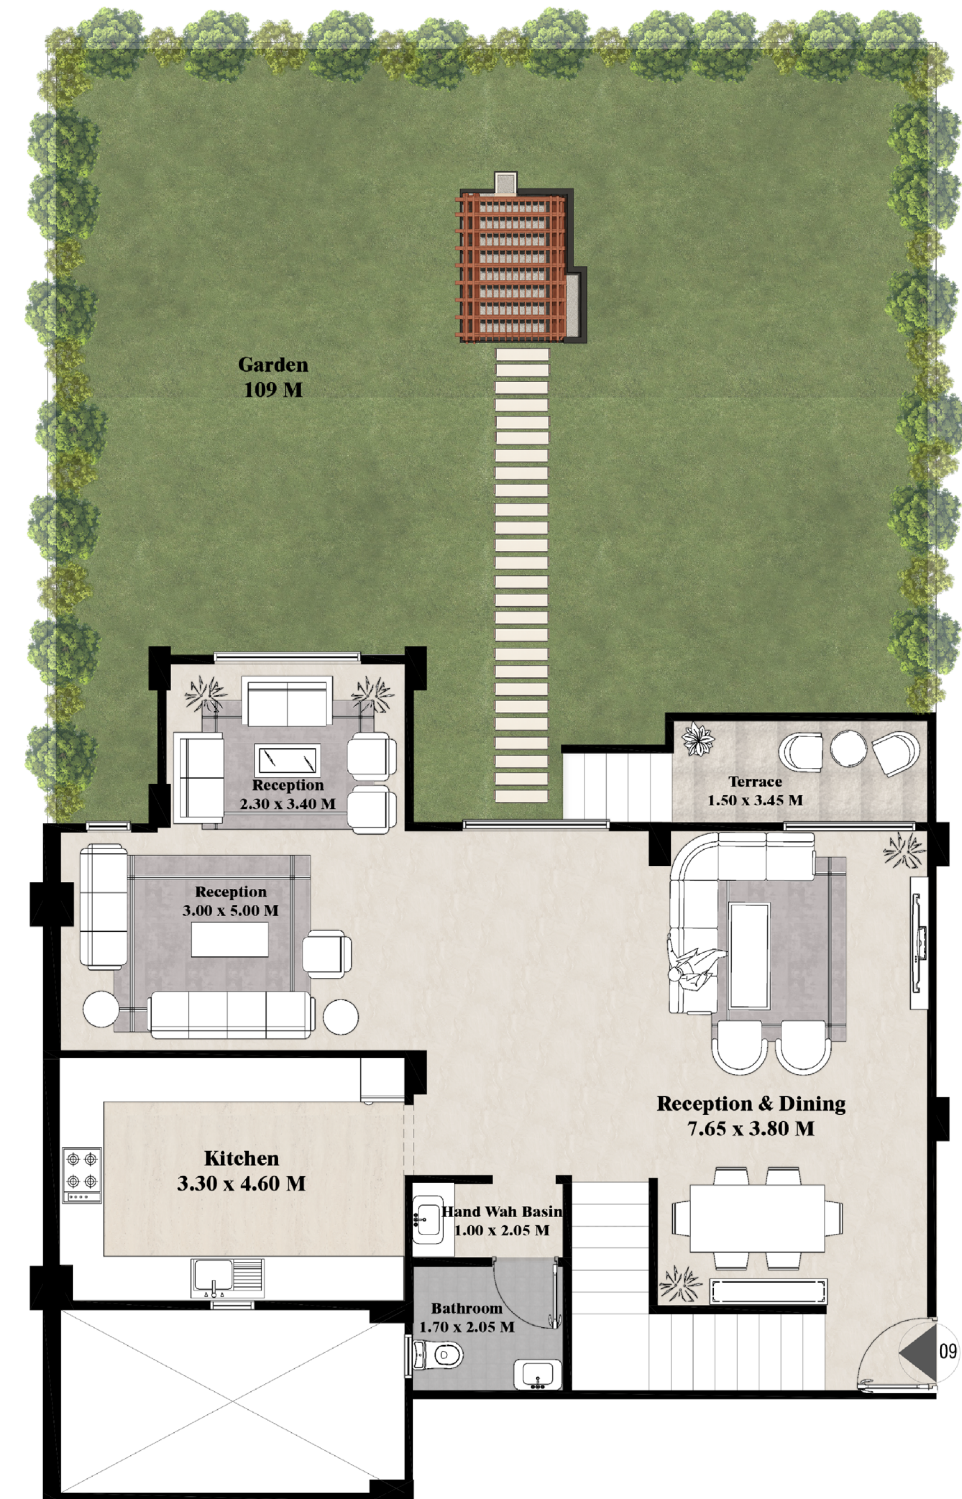 Garden
109 M
Reception
2.30 x 3.40 M
Terrace
1.50 x 3.45 M
Reception
3.00 x 5.00 M
Reception & Dining
7.65 x 3.80 M
Kitchen
3.30 x 4.60 M
Hand Wah Basin
1.00 x 2.05 M
Bathroom
1.70 x 2.05 M
09